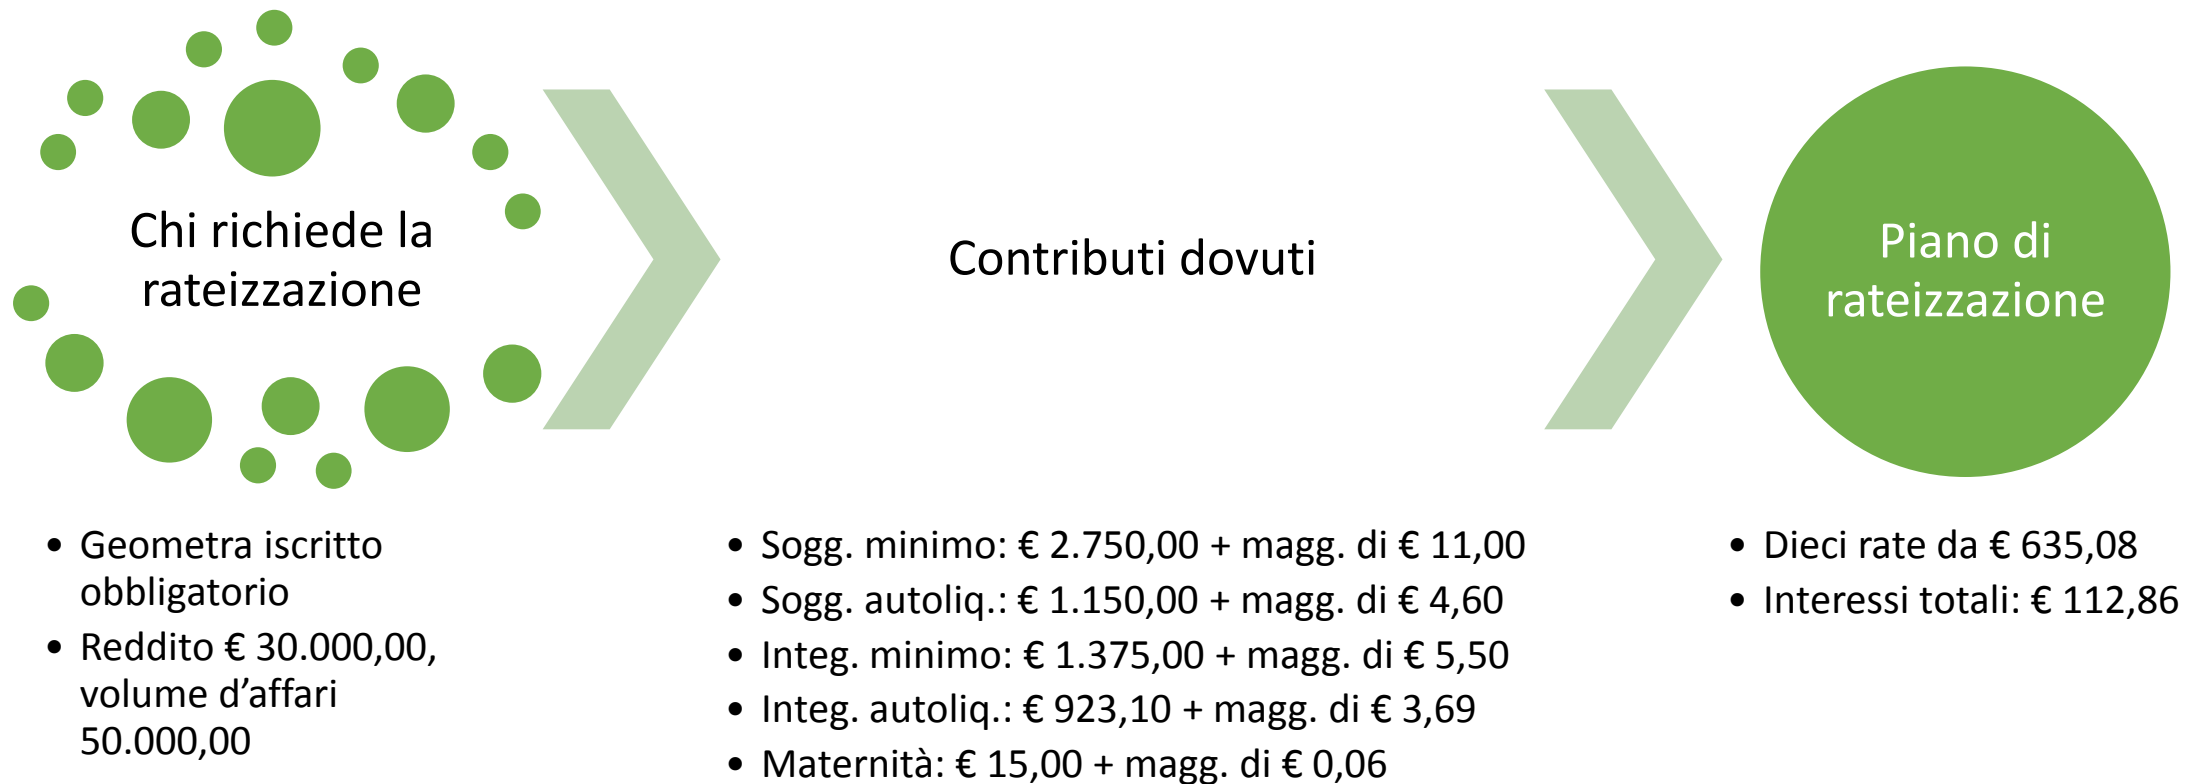 Chi richiede la
rateizzazione
Contributi dovuti
Piano di
rateizzazione
• Geometra iscritto
obbligatorio
• Reddito € 30.000,00,
volume d’affari
50.000,00
• Sogg. minimo: € 2.750,00 + magg. di € 11,00
• Sogg. autoliq.: € 1.150,00 + magg. di € 4,60
• Integ. minimo: € 1.375,00 + magg. di € 5,50
• Integ. autoliq.: € 923,10 + magg. di € 3,69
• Maternità: € 15,00 + magg. di € 0,06
• Dieci rate da € 635,08
• Interessi totali: € 112,86